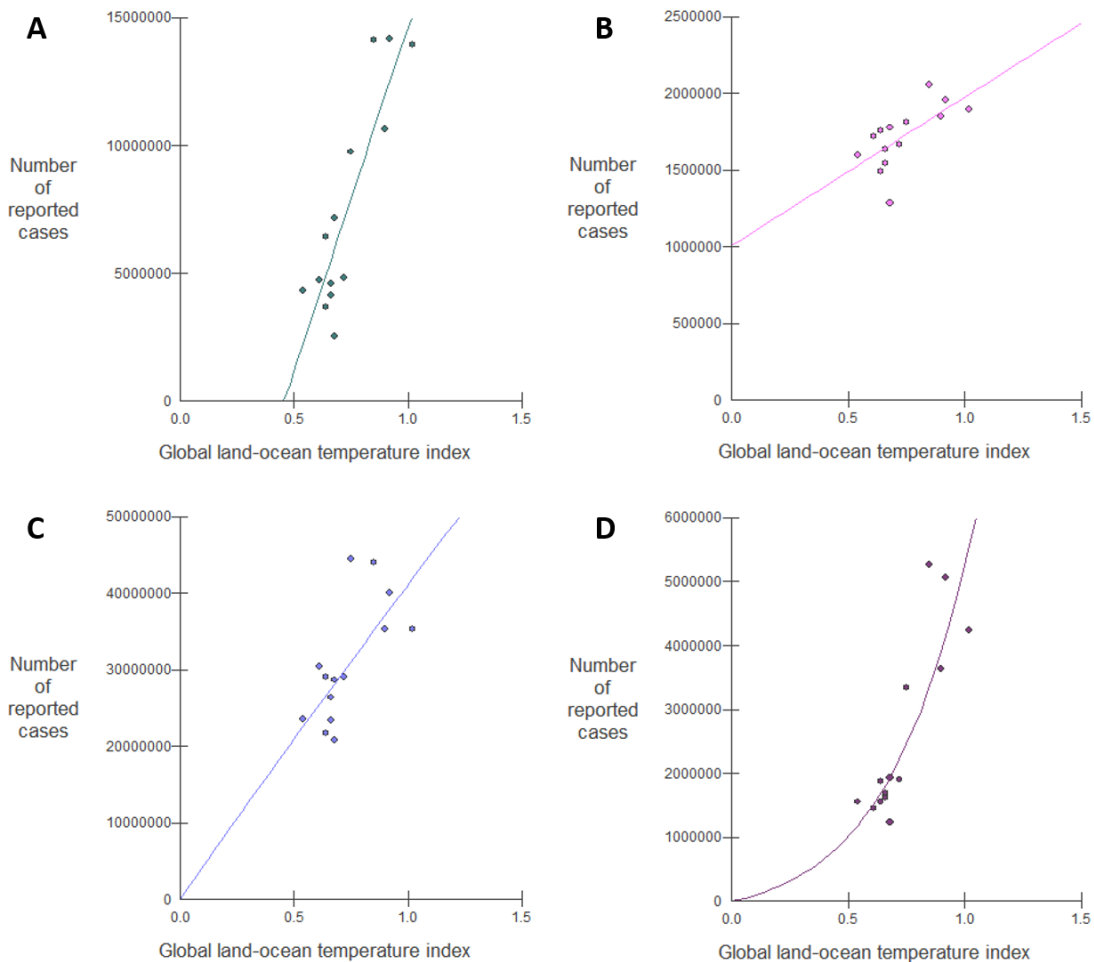 A
15000000
10000000
5000000
0
Number
of
reported
cases
0.0 0.5 1.0 1.5
Global land-ocean temperature index
B
2500000
2000000
1500000
1000000
500000
0
Number
of
reported
cases
0.0 0.5 1.0 1.5
Global land-ocean temperature index
C
50000000
40000000
30000000
20000000
10000000
0
Number
of
reported
cases
0.0 0.5 1.0 1.5
Global land-ocean temperature index
D
6000000
5000000
4000000
3000000
2000000
1000000
0
Number
of
reported
cases
0.0 0.5 1.0 1.5
Global land-ocean temperature index